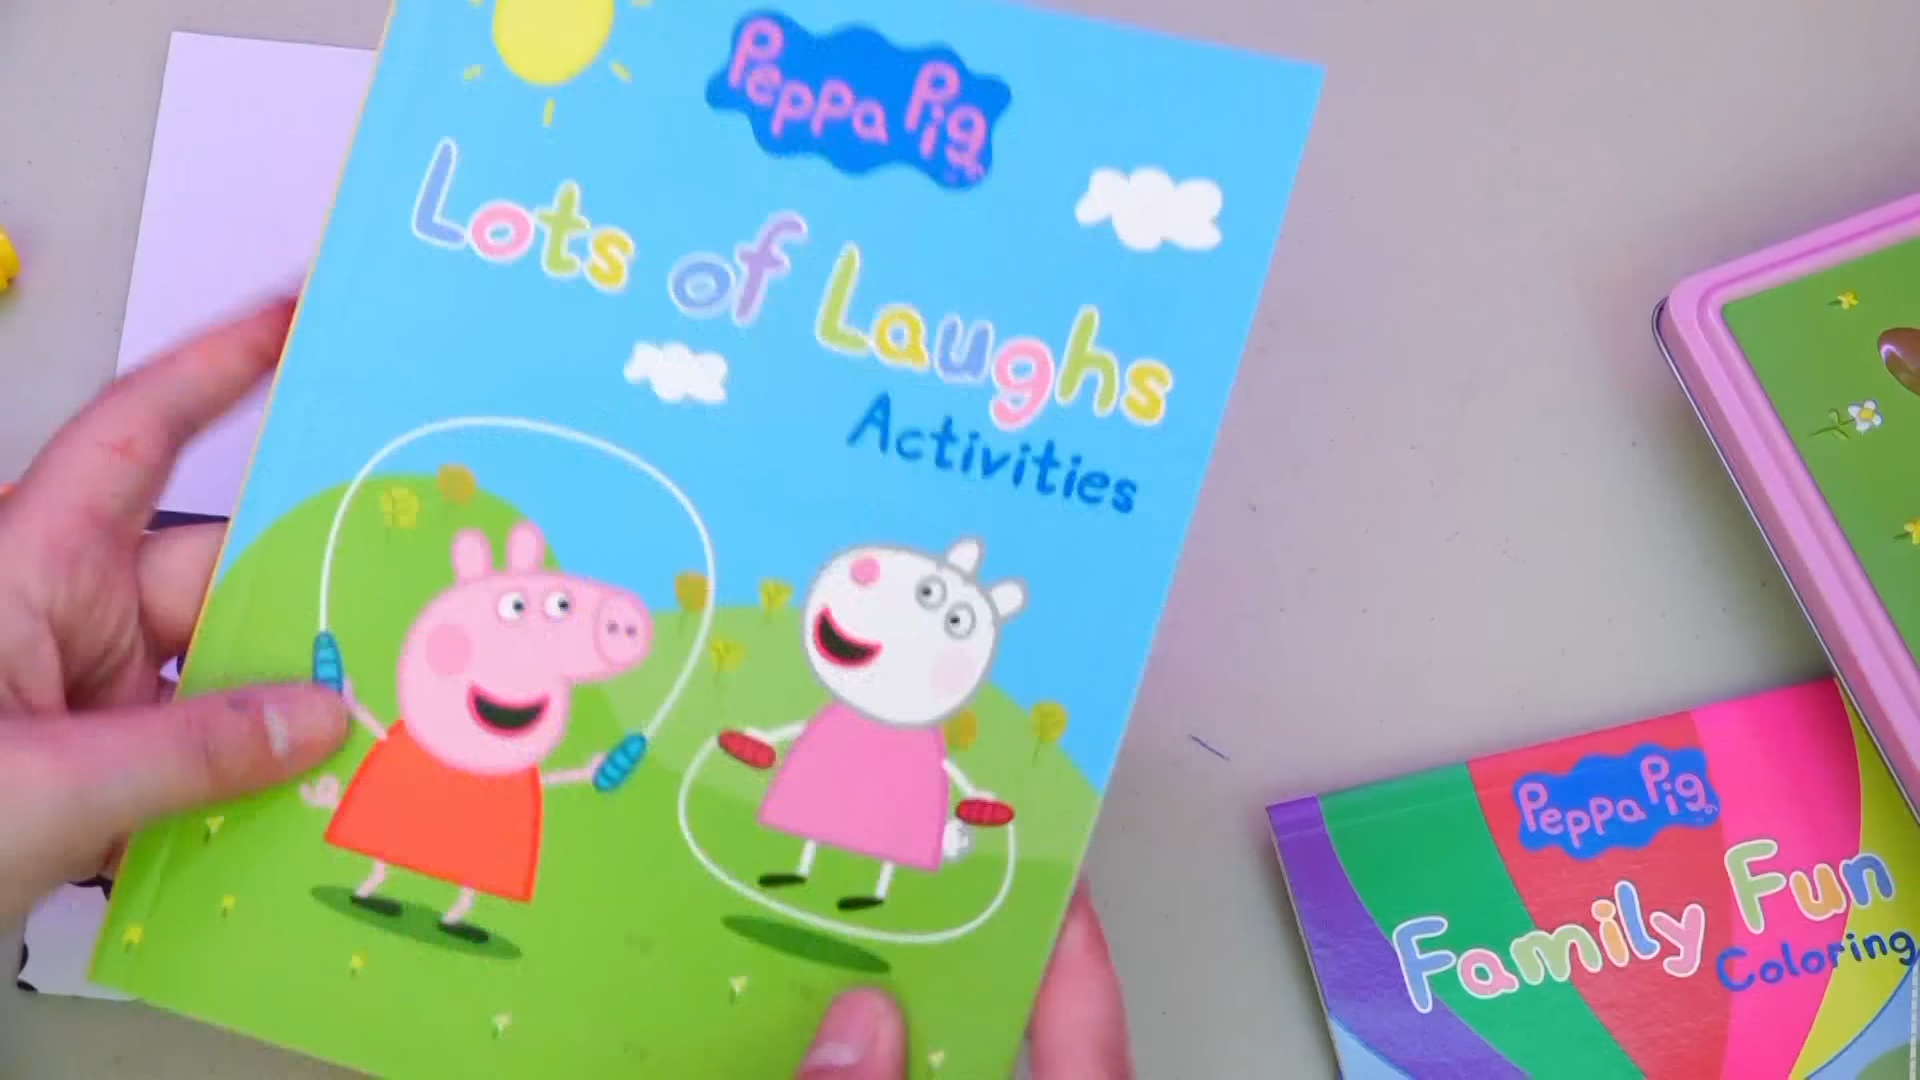 Peppa Pig
Lots of Laughs
Activities
Peppa Pig
Family Fun
Coloring